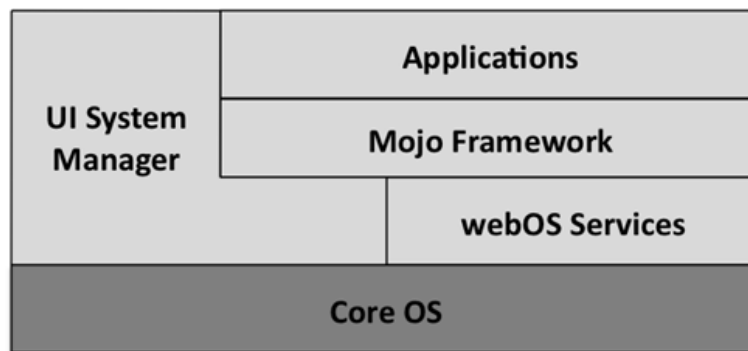 Applications
UI System
Manager
Mojo Framework
webOS Services
Core OS